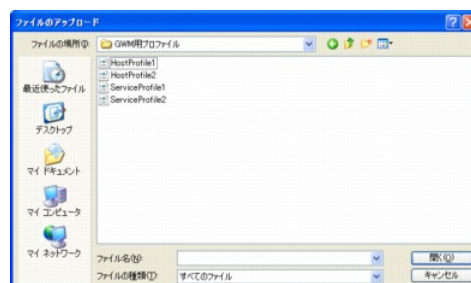 ファイルのアップロード
ファイルの場所(I):
GWM用プロファイル
HostProfile1
HostProfile2
ServiceProfile1
ServiceProfile2
最近使ったファイル
デスクトップ
マイ ドキュメント
マイ コンピュータ
マイ ネットワーク
ファイル名(N):
開く(O)
ファイルの種類(T):
すべてのファイル
キャンセル